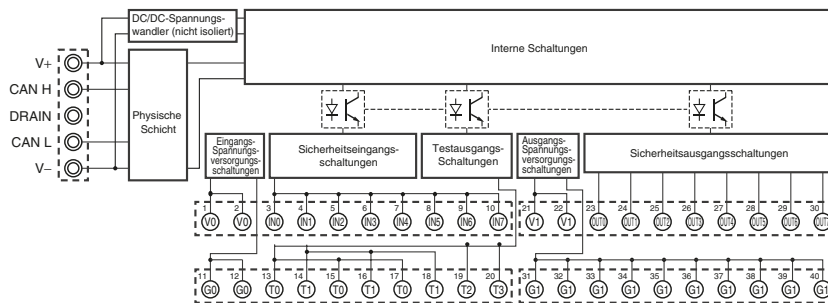 DC/DC-Spannungs-
wandler (nicht isoliert)
Interne Schaltungen
V+
CAN H
DRAIN
CAN L
V–
Physische
Schicht
Eingangs-
Spannungs-
versorgungs-
schaltungen
Sicherheitseingangs-
schaltungen
Testausgangs-
Schaltungen
Ausgangs-
Spannungs-
versorgungs-
schaltungen
Sicherheitsausgangsschaltungen
1 2 3 4 5 6 7 8 9 10 21 22 23 24 25 26 27 28 29 30
V0 V0 IN0 IN1 IN2 IN3 IN4 IN5 IN6 IN7 V1 V1 OUT0 OUT1 OUT2 OUT3 OUT4 OUT5 OUT6 OUT7
11 12 13 14 15 16 17 18 19 20 31 32 33 34 35 36 37 38 39 40
G0 G0 T0 T1 T0 T1 T0 T1 T2 T3 G1 G1 G1 G1 G1 G1 G1 G1 G1 G1